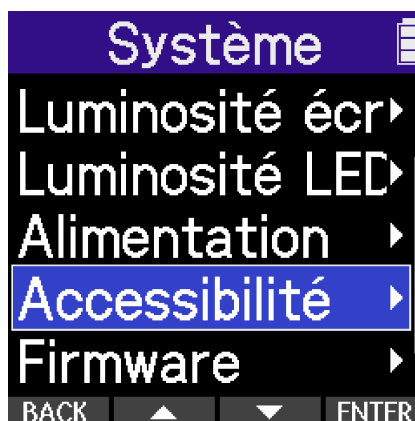 Système
Luminosité écr
Luminosité LED
Alimentation
Accessibilité
Firmware
BACK ENTER